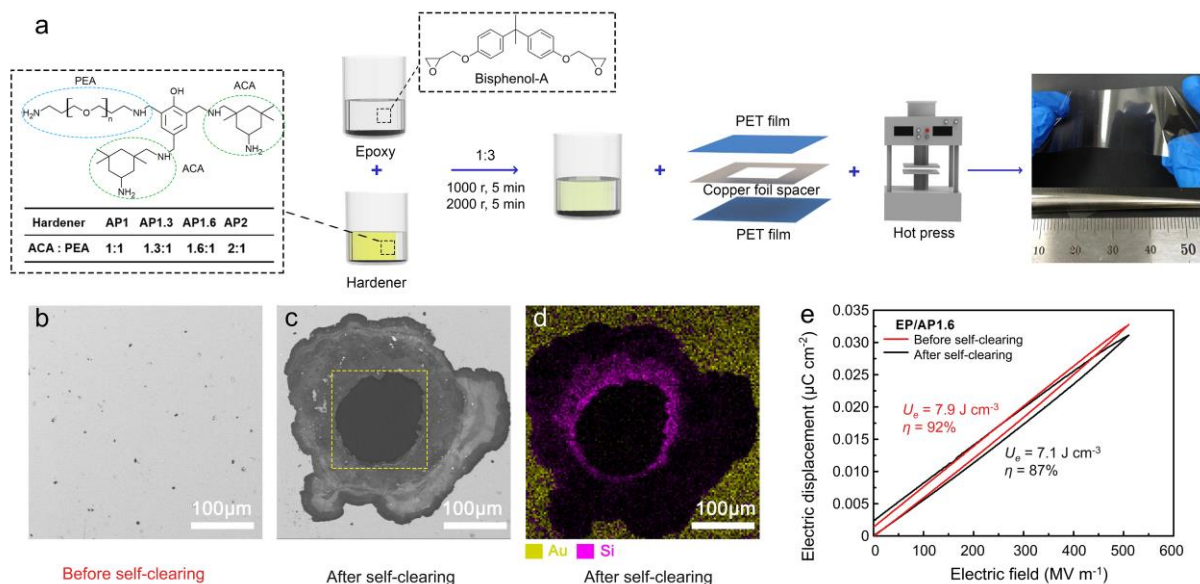 a
PEA
ACA
OH
H₂N
O
n
NH
HN
NH₂
NH
ACA
NH₂
Hardener AP1 AP1.3 AP1.6 AP2
ACA : PEA 1:1 1.3:1 1.6:1 2:1
Epoxy
+
Hardener
O
O
O
O
Bisphenol-A
1:3
1000 r, 5 min
2000 r, 5 min
+
PET film
Copper foil spacer
PET film
+
Hot press
10 20 30 40 50
b
100μm
Before self-clearing
c
100μm
After self-clearing
d
100μm
Au Si
After self-clearing
e
EP/AP1.6
Before self-clearing
After self-clearing
Uₑ = 7.9 J cm⁻³
η = 92%
Uₑ = 7.1 J cm⁻³
η = 87%
Electric displacement (μC cm⁻²)
0.035
0.030
0.025
0.020
0.015
0.010
0.005
0
0 100 200 300 400 500 600
Electric field (MV m⁻¹)